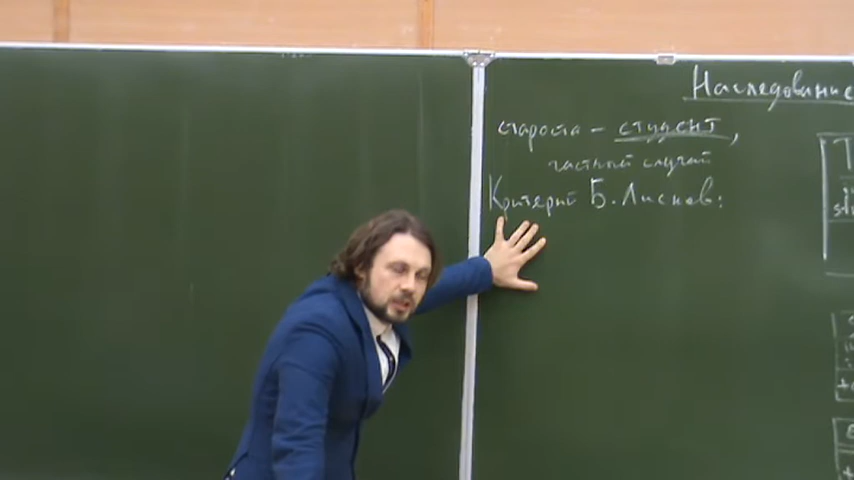 Наследование
староста – студент,
частный случай
Критерий Б. Лисков: